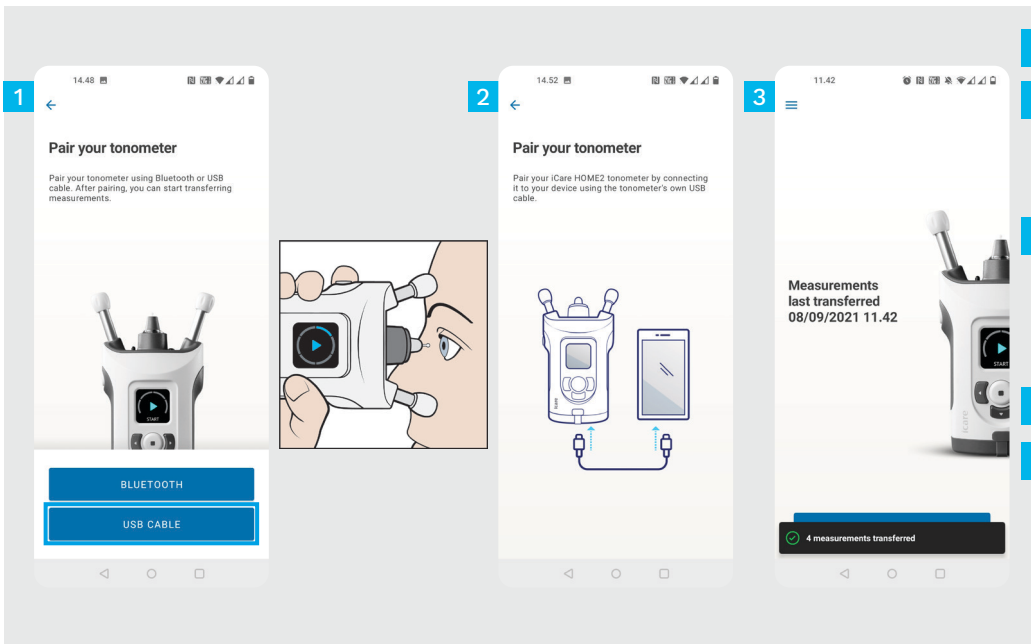 1
14.48
Pair your tonometer
Pair your tonometer using Bluetooth or USB
cable. After pairing, you can start transferring
measurements.
START
BLUETOOTH
USB CABLE
2
14.52
Pair your tonometer
Pair your iCare HOME2 tonometer by connecting
it to your device using the tonometer's own USB
cable.
icare
3
11.42
Measurements
last transferred
08/09/2021 11.42
START
icare
4 measurements transferred